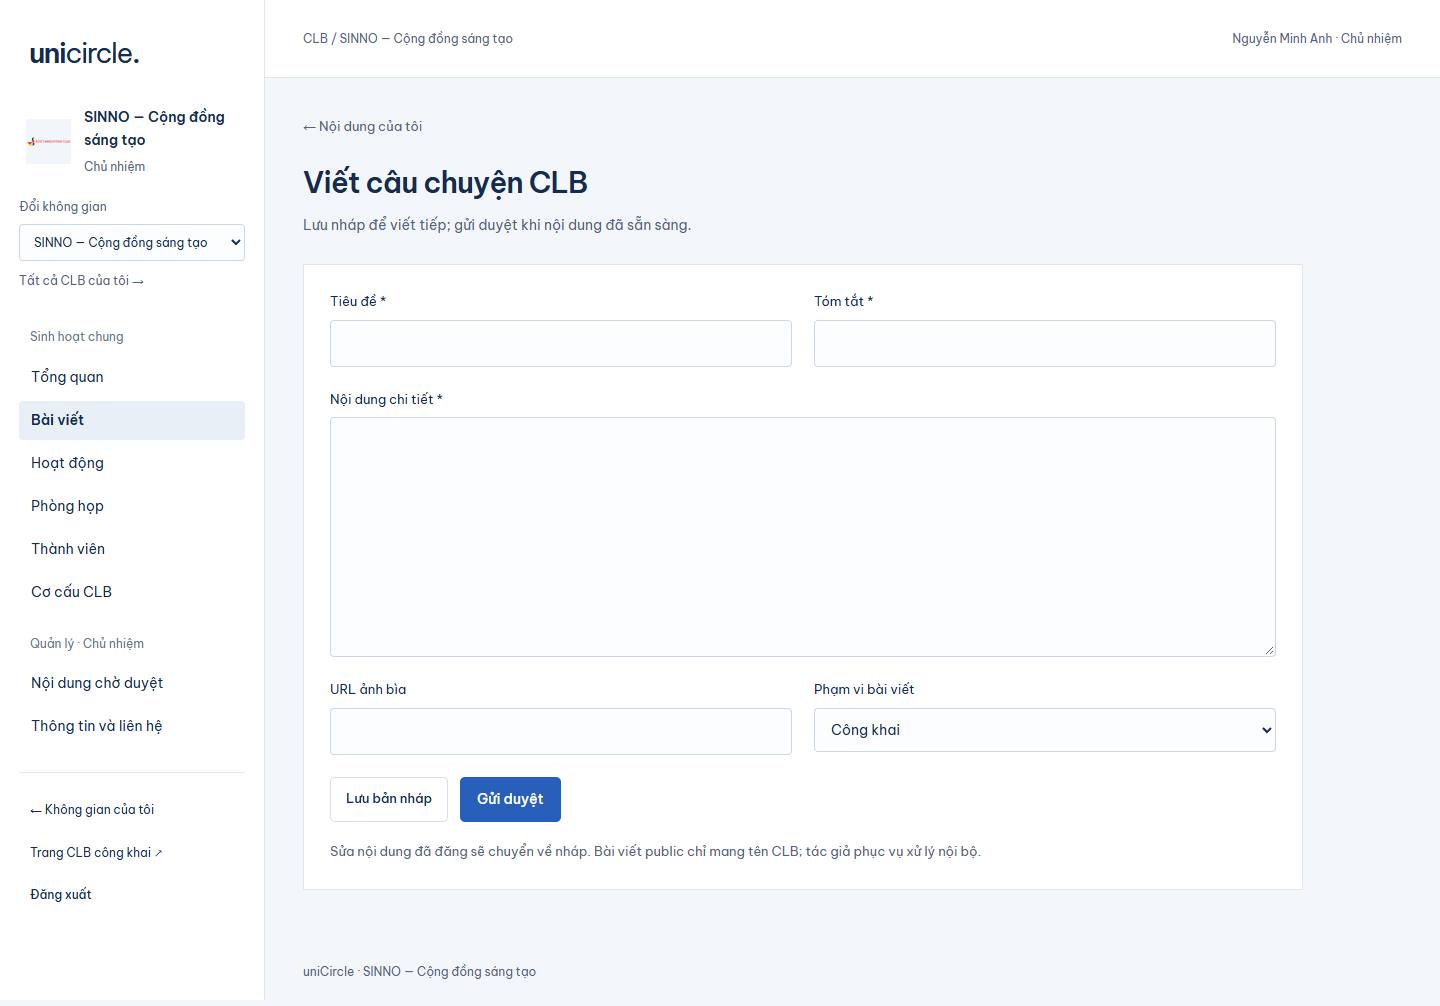 unicircle.
SINNO — Cộng đồng
sáng tạo
Chủ nhiệm
Đổi không gian
SINNO — Cộng đồng sáng tạo
Tất cả CLB của tôi →
Sinh hoạt chung
Tổng quan
Bài viết
Hoạt động
Phòng họp
Thành viên
Cơ cấu CLB
Quản lý · Chủ nhiệm
Nội dung chờ duyệt
Thông tin và liên hệ
← Không gian của tôi
Trang CLB công khai ↗
Đăng xuất
CLB / SINNO — Cộng đồng sáng tạo
Nguyễn Minh Anh · Chủ nhiệm
← Nội dung của tôi
Viết câu chuyện CLB
Lưu nháp để viết tiếp; gửi duyệt khi nội dung đã sẵn sàng.
Tiêu đề *
Tóm tắt *
Nội dung chi tiết *
URL ảnh bìa
Phạm vi bài viết
Công khai
Lưu bản nháp
Gửi duyệt
Sửa nội dung đã đăng sẽ chuyển về nháp. Bài viết public chỉ mang tên CLB; tác giả phục vụ xử lý nội bộ.
uniCircle · SINNO — Cộng đồng sáng tạo